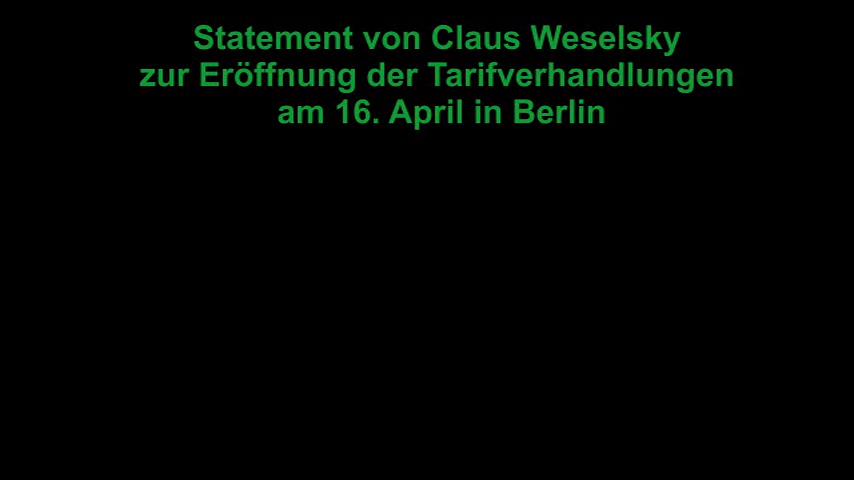 Statement von Claus Weselsky
zur Eröffnung der Tarifverhandlungen
am 16. April in Berlin